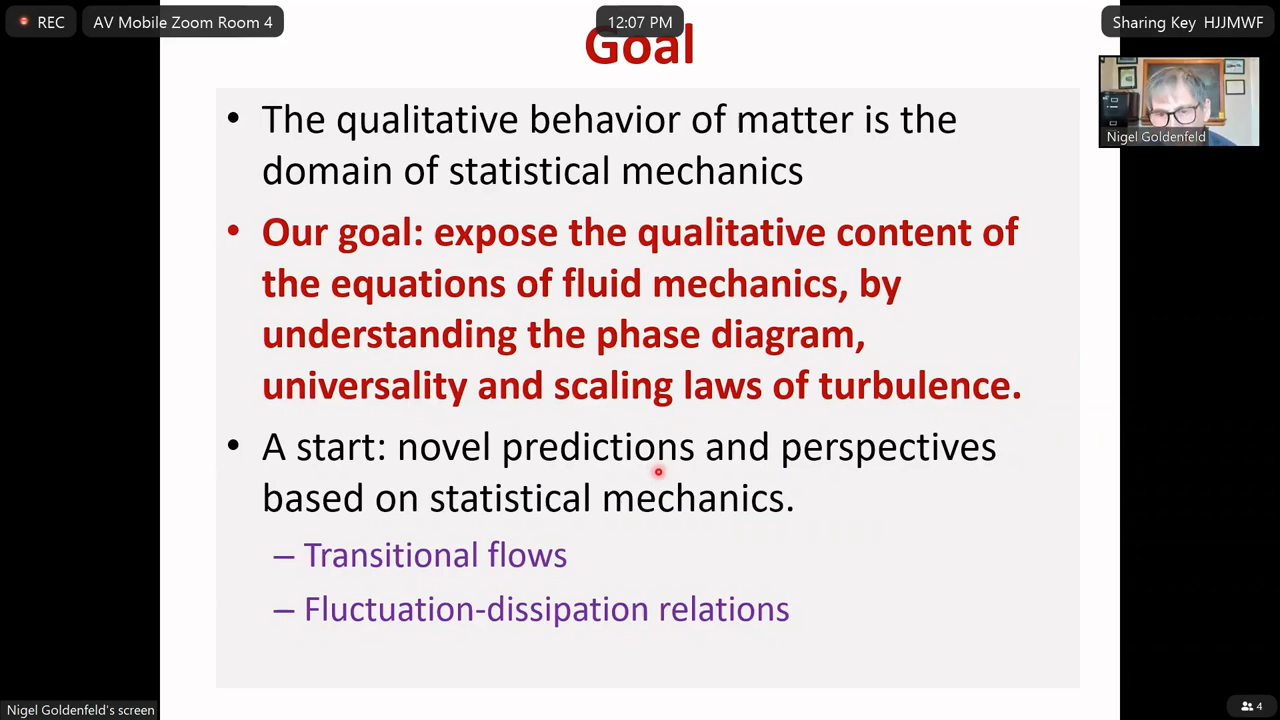 REC
AV Mobile Zoom Room 4
12:07 PM
Sharing Key HJJMWF
Goal
Nigel Goldenfeld
• The qualitative behavior of matter is the
domain of statistical mechanics
• Our goal: expose the qualitative content of
the equations of fluid mechanics, by
understanding the phase diagram,
universality and scaling laws of turbulence.
• A start: novel predictions and perspectives
based on statistical mechanics.
– Transitional flows
– Fluctuation-dissipation relations
Nigel Goldenfeld's screen
4